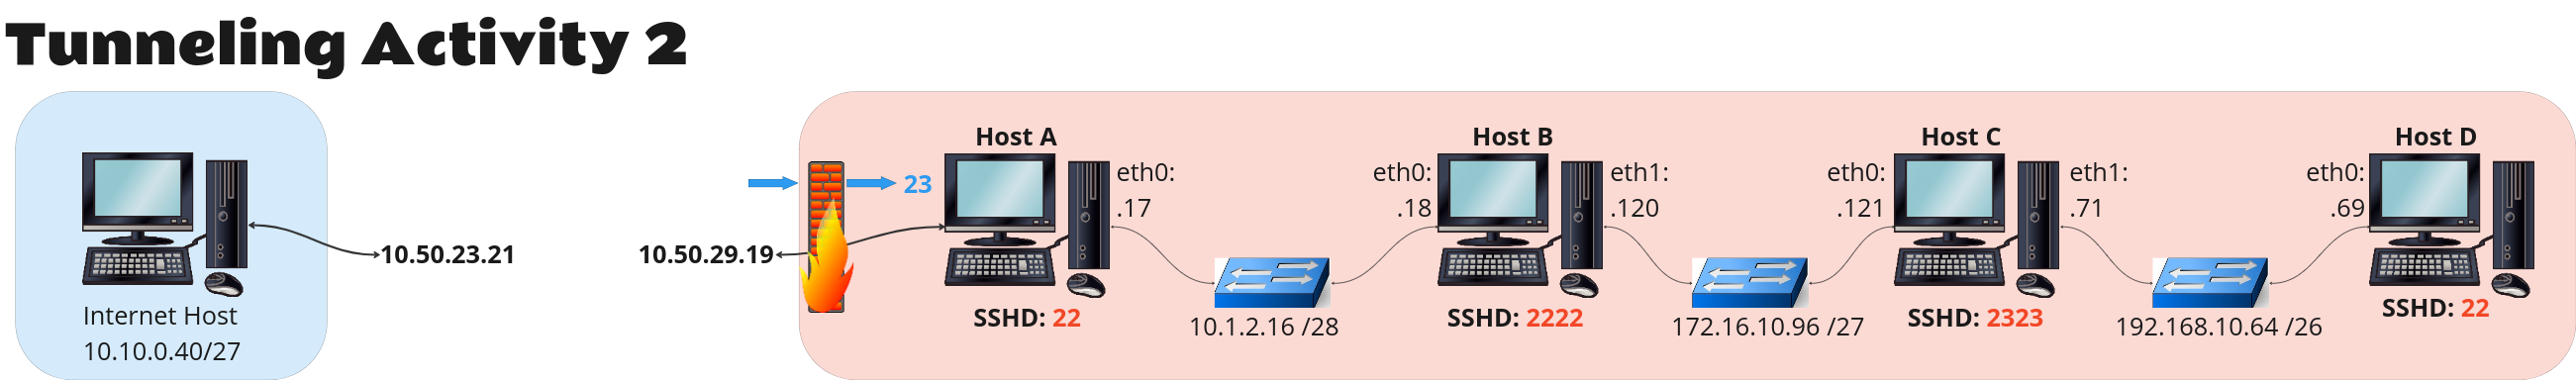 Tunneling Activity 2
Internet Host
10.10.0.40/27
10.50.23.21
10.50.29.19
23
Host A
eth0:
.17
SSHD: 22
10.1.2.16 /28
Host B
eth0:
.18
eth1:
.120
SSHD: 2222
172.16.10.96 /27
Host C
eth0:
.121
eth1:
.71
SSHD: 2323
192.168.10.64 /26
Host D
eth0:
.69
SSHD: 22